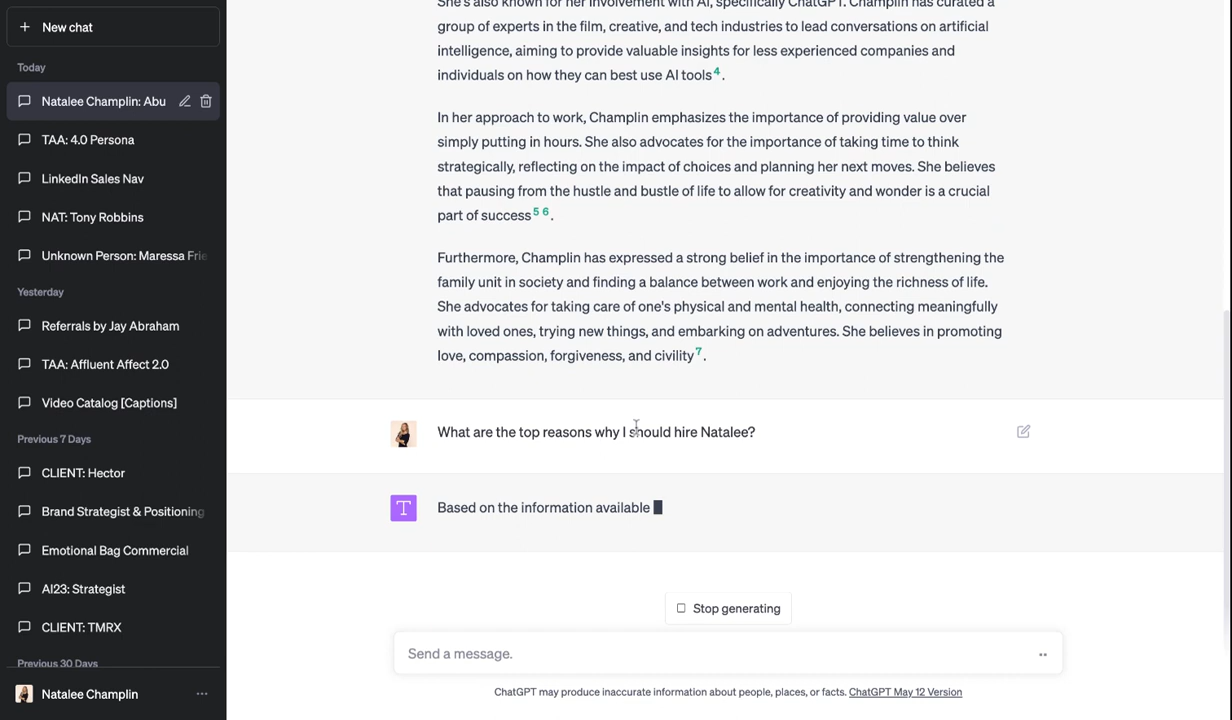 New chat
Today
Natalee Champlin: Abu
TAA: 4.0 Persona
LinkedIn Sales Nav
NAT: Tony Robbins
Unknown Person: Maressa Frie
Yesterday
Referrals by Jay Abraham
TAA: Affluent Affect 2.0
Video Catalog [Captions]
Previous 7 Days
CLIENT: Hector
Brand Strategist & Positioning
Emotional Bag Commercial
AI23: Strategist
CLIENT: TMRX
Previous 30 Days
Natalee Champlin
She's also known for her involvement with AI, specifically ChatGPT. Champlin has curated a
group of experts in the film, creative, and tech industries to lead conversations on artificial
intelligence, aiming to provide valuable insights for less experienced companies and
individuals on how they can best use AI tools 4 .
In her approach to work, Champlin emphasizes the importance of providing value over
simply putting in hours. She also advocates for the importance of taking time to think
strategically, reflecting on the impact of choices and planning her next moves. She believes
that pausing from the hustle and bustle of life to allow for creativity and wonder is a crucial
part of success 5 6 .
Furthermore, Champlin has expressed a strong belief in the importance of strengthening the
family unit in society and finding a balance between work and enjoying the richness of life.
She advocates for taking care of one's physical and mental health, connecting meaningfully
with loved ones, trying new things, and embarking on adventures. She believes in promoting
love, compassion, forgiveness, and civility 7 .
What are the top reasons why I should hire Natalee?
T
Based on the information available
Stop generating
Send a message.
ChatGPT may produce inaccurate information about people, places, or facts. ChatGPT May 12 Version